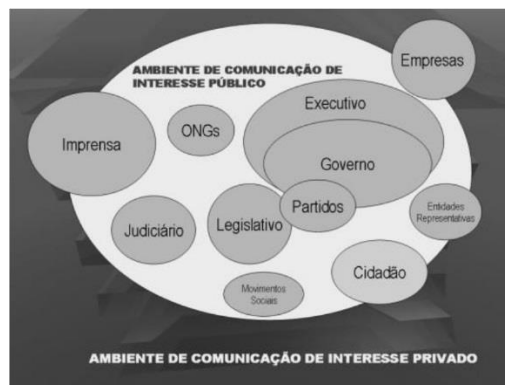 Empresas
AMBIENTE DE COMUNICAÇÃO DE
INTERESSE PÚBLICO
Executivo
ONGs
Imprensa
Governo
Partidos
Entidades
Representativas
Legislativo
Judiciário
Cidadão
Movimentos
Sociais
AMBIENTE DE COMUNICAÇÃO DE INTERESSE PRIVADO